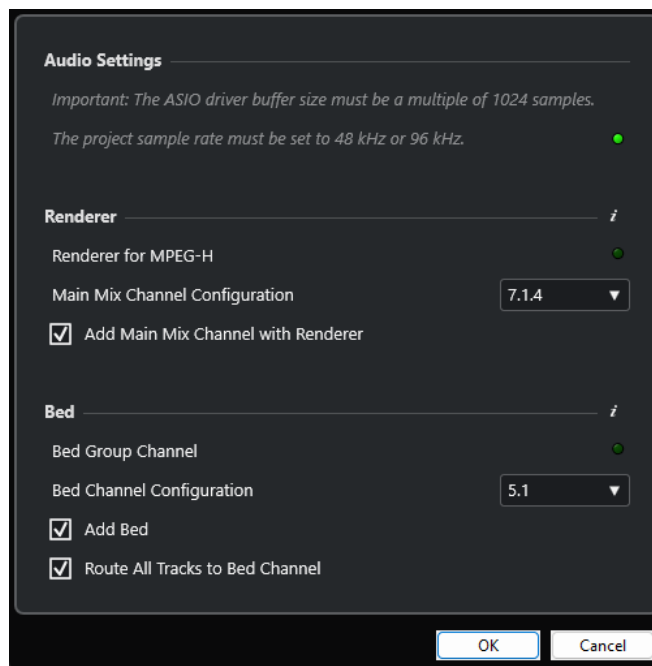 Audio Settings
Important: The ASIO driver buffer size must be a multiple of 1024 samples.
The project sample rate must be set to 48 kHz or 96 kHz.
Renderer
i
Renderer for MPEG-H
Main Mix Channel Configuration
7.1.4
Add Main Mix Channel with Renderer
Bed
i
Bed Group Channel
Bed Channel Configuration
5.1
Add Bed
Route All Tracks to Bed Channel
OK
Cancel